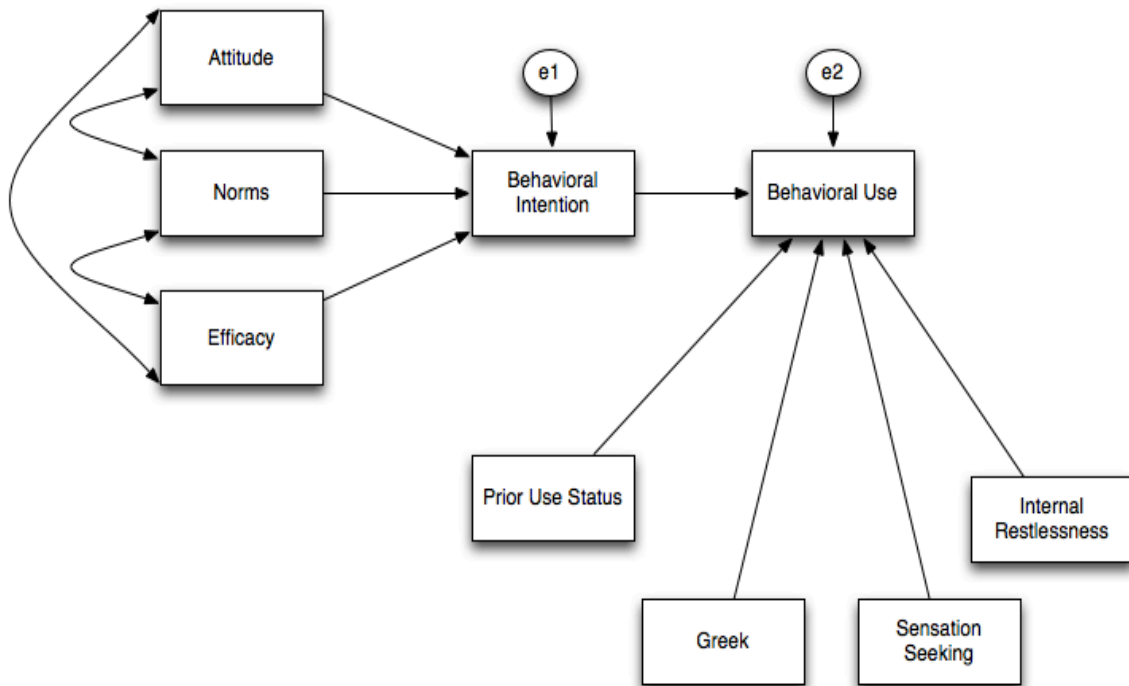 Attitude
e1
e2
Norms
Behavioral
Intention
Behavioral Use
Efficacy
Prior Use Status
Internal
Restlessness
Greek
Sensation
Seeking